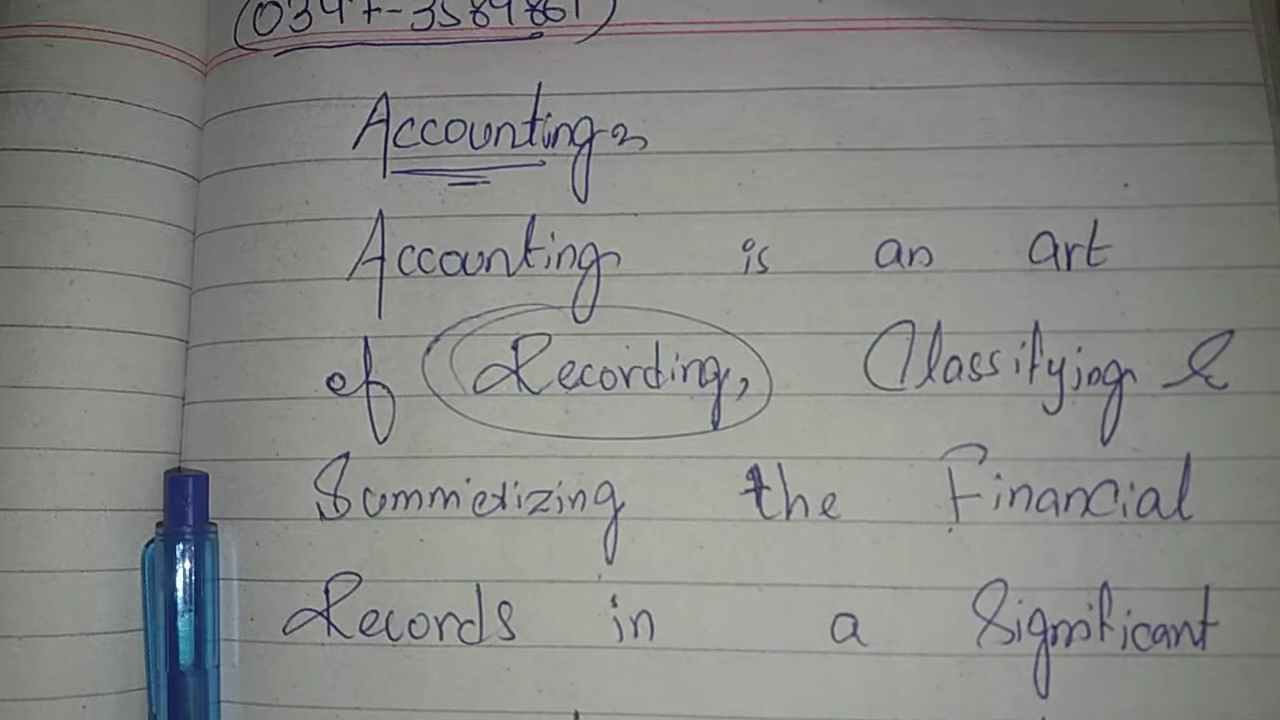 Accounting:
Accounting is an art
of Recording, Classifying &
Summerizing the Financial
Records in a Significant